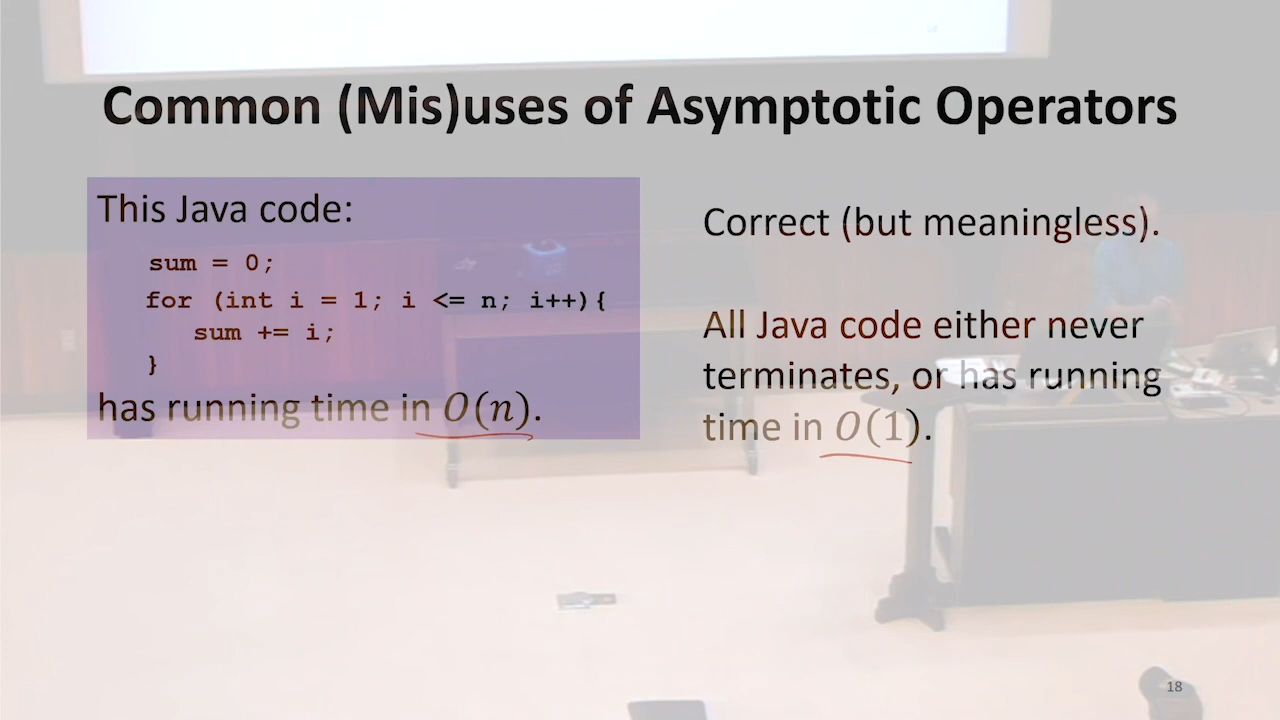 Common (Mis)uses of Asymptotic Operators
This Java code:
sum = 0;
for (int i = 1; i <= n; i++){
sum += i;
}
has running time in O(n).
Correct (but meaningless).
All Java code either never
terminates, or has running
time in O(1).
18